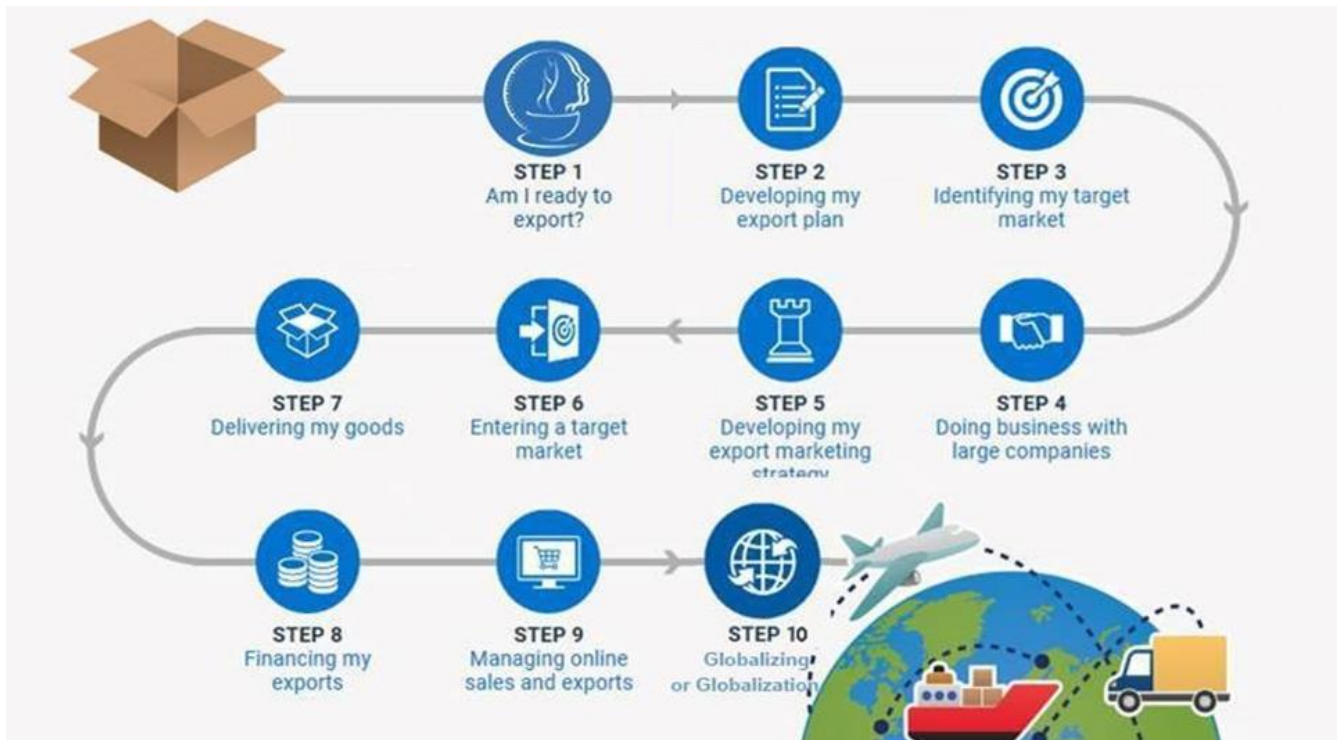 STEP 1
Am I ready to
export?
STEP 2
Developing my
export plan
STEP 3
Identifying my target
market
STEP 7
Delivering my goods
STEP 6
Entering a target
market
STEP 5
Developing my
export marketing
strategy
STEP 4
Doing business with
large companies
STEP 8
Financing my
exports
STEP 9
Managing online
sales and exports
STEP 10
Globalizing
or Globalization